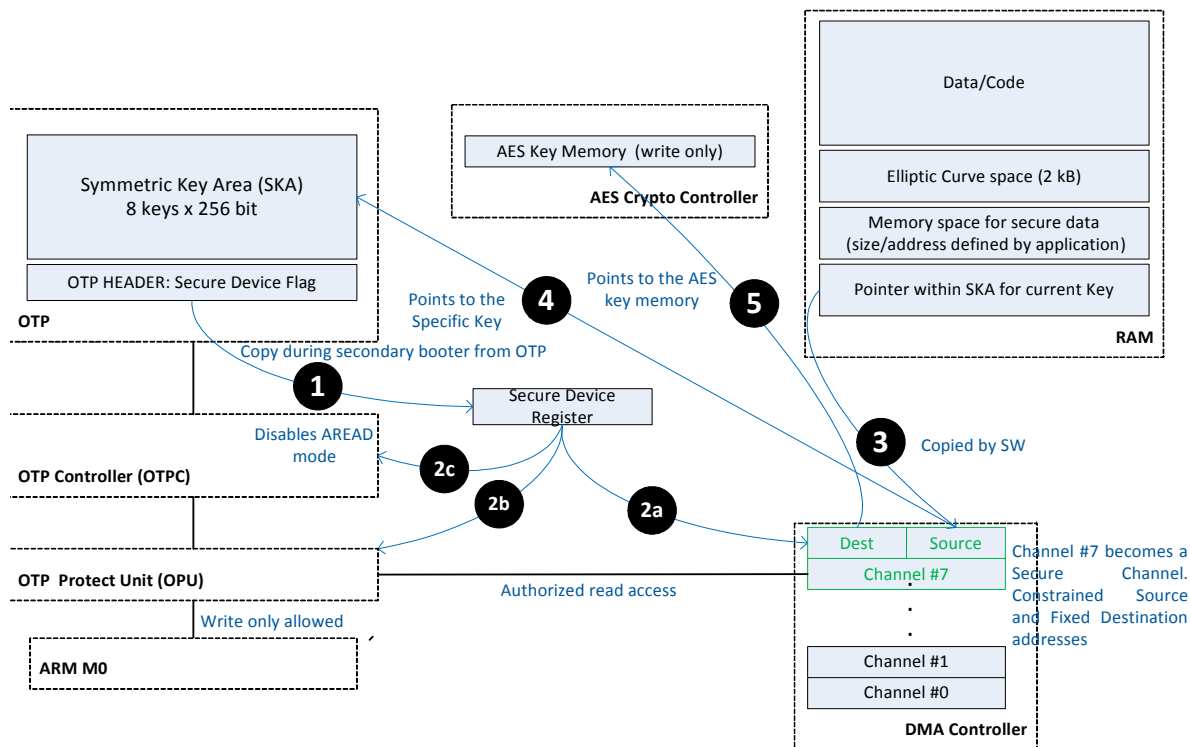 Data/Code
AES Key Memory (write only)
AES Crypto Controller
Symmetric Key Area (SKA)
8 keys x 256 bit
Elliptic Curve space (2 kB)
Memory space for secure data
(size/address defined by application)
OTP HEADER: Secure Device Flag
OTP
Points to the
Specific Key
4
Points to the AES
key memory
5
Pointer within SKA for current Key
RAM
Copy during secondary booter from OTP
1
Secure Device
Register
3
Copied by SW
Disables AREAD
mode
2c
OTP Controller (OTPC)
2b
2a
Dest
Source
Channel #7
Channel #7 becomes a
Secure Channel.
Constrained Source
and Fixed Destination
addresses
OTP Protect Unit (OPU)
Authorized read access
Write only allowed
ARM M0
.
.
.
Channel #1
Channel #0
DMA Controller